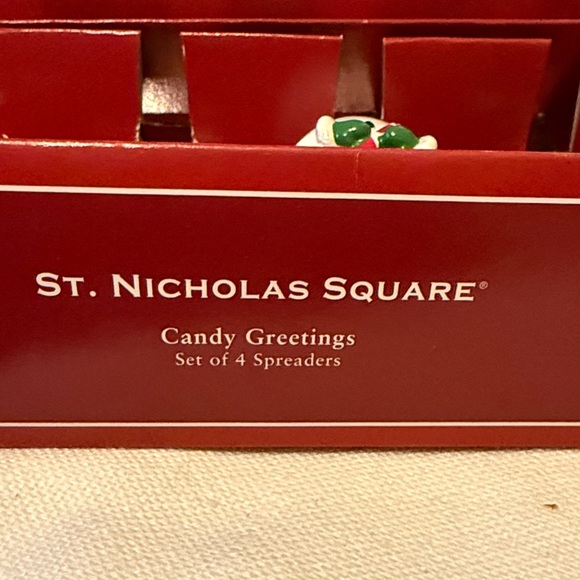 ST. NICHOLAS SQUARE®
Candy Greetings
Set of 4 Spreaders